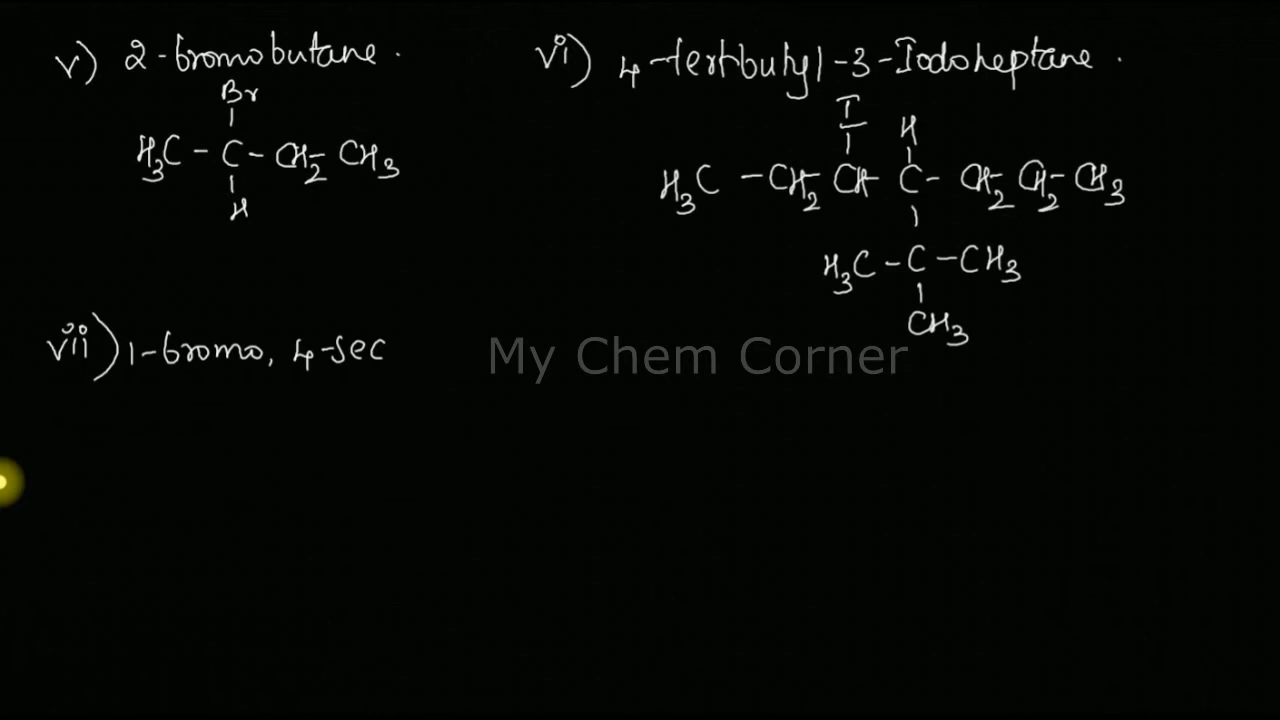 v) 2-bromobutane.
Br
H3C - C - CH2 - CH3
H
vi) 4-tertbutyl-3-Iodoheptane.
I H
H3C - CH2 - CH - C - CH2 - CH2 - CH3
H3C - C - CH3
CH3
vii) 1-bromo, 4-sec
My Chem Corner